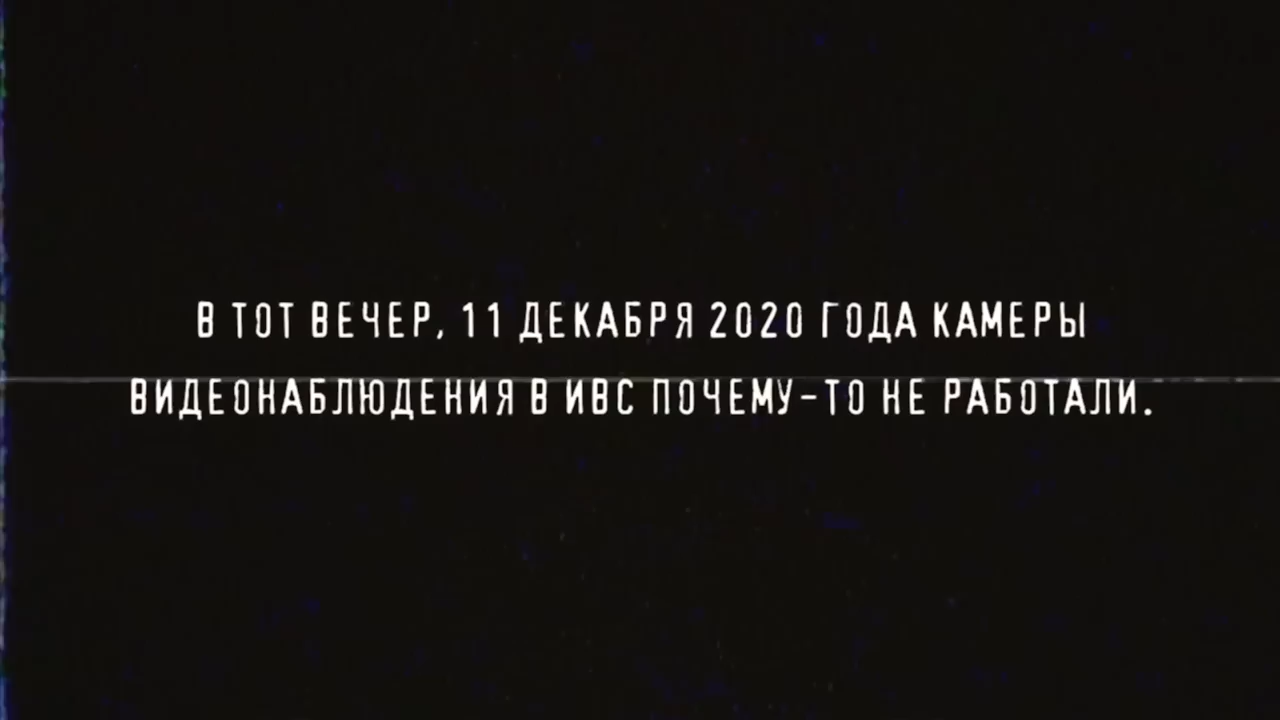 В ТОТ ВЕЧЕР, 11 ДЕКАБРЯ 2020 ГОДА КАМЕРЫ
ВИДЕОНАБЛЮДЕНИЯ В ИВС ПОЧЕМУ-ТО НЕ РАБОТАЛИ.